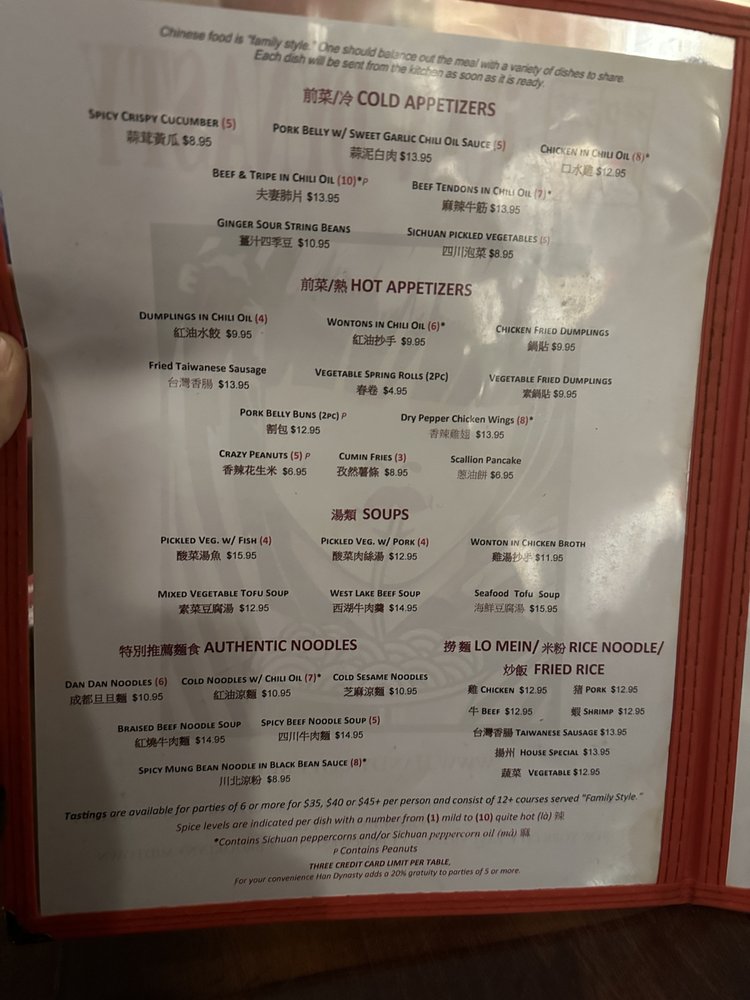 Chinese food is "family style." One should balance out the meal with a variety of dishes to share.
Each dish will be sent from the kitchen as soon as it is ready.
前菜/冷 COLD APPETIZERS
SPICY CRISPY CUCUMBER (5)
蒜茸黃瓜 $8.95
PORK BELLY W/ SWEET GARLIC CHILI OIL SAUCE (5)
蒜泥白肉 $13.95
CHICKEN IN CHILI OIL (8)*
口水雞 $12.95
BEEF & TRIPE IN CHILI OIL (10)*P
夫妻肺片 $13.95
BEEF TENDONS IN CHILI OIL (7)*
麻辣牛筋 $13.95
GINGER SOUR STRING BEANS
薑汁四季豆 $10.95
SICHUAN PICKLED VEGETABLES (5)
四川泡菜 $8.95
前菜/熱 HOT APPETIZERS
DUMPLINGS IN CHILI OIL (4)
紅油水餃 $9.95
WONTONS IN CHILI OIL (6)*
紅油抄手 $9.95
CHICKEN FRIED DUMPLINGS
鍋貼 $9.95
Fried Taiwanese Sausage
台灣香腸 $13.95
VEGETABLE SPRING ROLLS (2PC)
春卷 $4.95
VEGETABLE FRIED DUMPLINGS
素鍋貼 $9.95
PORK BELLY BUNS (2PC) P
割包 $12.95
Dry Pepper Chicken Wings (8)*
香辣雞翅 $13.95
CRAZY PEANUTS (5) P
香辣花生米 $6.95
CUMIN FRIES (3)
孜然薯條 $8.95
Scallion Pancake
蔥油餅 $6.95
湯類 SOUPS
PICKLED VEG. W/ FISH (4)
酸菜湯魚 $15.95
PICKLED VEG. W/ PORK (4)
酸菜肉絲湯 $12.95
WONTON IN CHICKEN BROTH
雞湯抄手 $11.95
MIXED VEGETABLE TOFU SOUP
素菜豆腐湯 $12.95
WEST LAKE BEEF SOUP
西湖牛肉羹 $14.95
Seafood Tofu Soup
海鮮豆腐湯 $15.95
特別推薦麵食 AUTHENTIC NOODLES
DAN DAN NOODLES (6)
成都旦旦麵 $10.95
COLD NOODLES W/ CHILI OIL (7)*
紅油涼麵 $10.95
COLD SESAME NOODLES
芝麻涼麵 $10.95
BRAISED BEEF NOODLE SOUP
紅燒牛肉麵 $14.95
SPICY BEEF NOODLE SOUP (5)
四川牛肉麵 $14.95
SPICY MUNG BEAN NOODLE IN BLACK BEAN SAUCE (8)*
川北涼粉 $8.95
撈麵 LO MEIN/ 米粉 RICE NOODLE/
炒飯 FRIED RICE
雞 CHICKEN $12.95
豬 PORK $12.95
牛 BEEF $12.95
蝦 SHRIMP $12.95
台灣香腸 TAIWANESE SAUSAGE $13.95
揚州 HOUSE SPECIAL $13.95
蔬菜 VEGETABLE $12.95
Tastings are available for parties of 6 or more for $35, $40 or $45+ per person and consist of 12+ courses served "Family Style."
Spice levels are indicated per dish with a number from (1) mild to (10) quite hot (là) 辣
*Contains Sichuan peppercorns and/or Sichuan peppercorn oil (má) 麻
P Contains Peanuts
THREE CREDIT CARD LIMIT PER TABLE,
For your convenience Han Dynasty adds a 20% gratuity to parties of 5 or more.